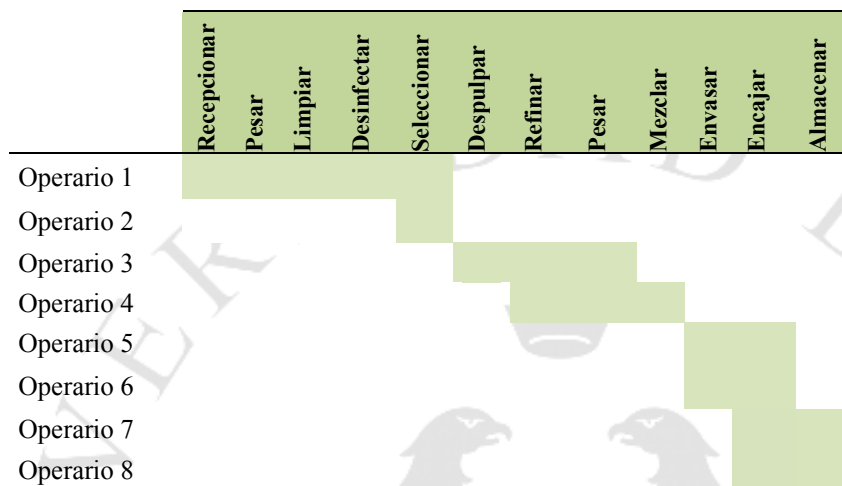 Recepcionar
Pesar
Limpiar
Desinfectar
Seleccionar
Despulpar
Refinar
Pesar
Mezclar
Envasar
Encajar
Almacenar
Operario 1
Operario 2
Operario 3
Operario 4
Operario 5
Operario 6
Operario 7
Operario 8